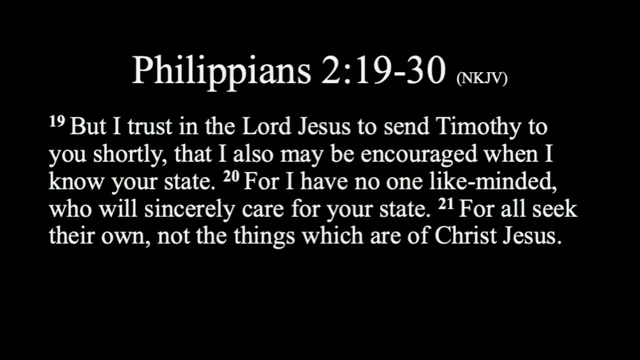 Philippians 2:19-30 (NKJV)
19 But I trust in the Lord Jesus to send Timothy to
you shortly, that I also may be encouraged when I
know your state. 20 For I have no one like-minded,
who will sincerely care for your state. 21 For all seek
their own, not the things which are of Christ Jesus.